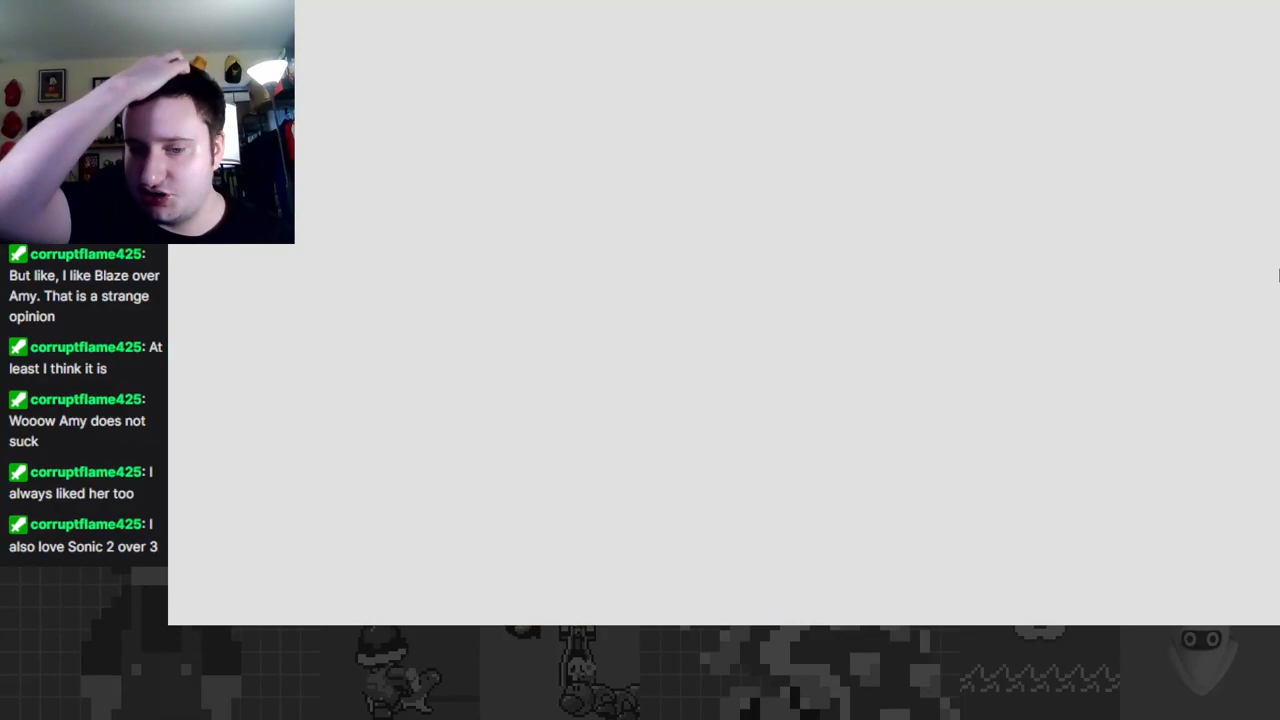 corruptflame425:
But like, I like Blaze over
Amy. That is a strange
opinion
corruptflame425: At
least I think it is
corruptflame425:
Wooow Amy does not
suck
corruptflame425: I
always liked her too
corruptflame425: I
also love Sonic 2 over 3